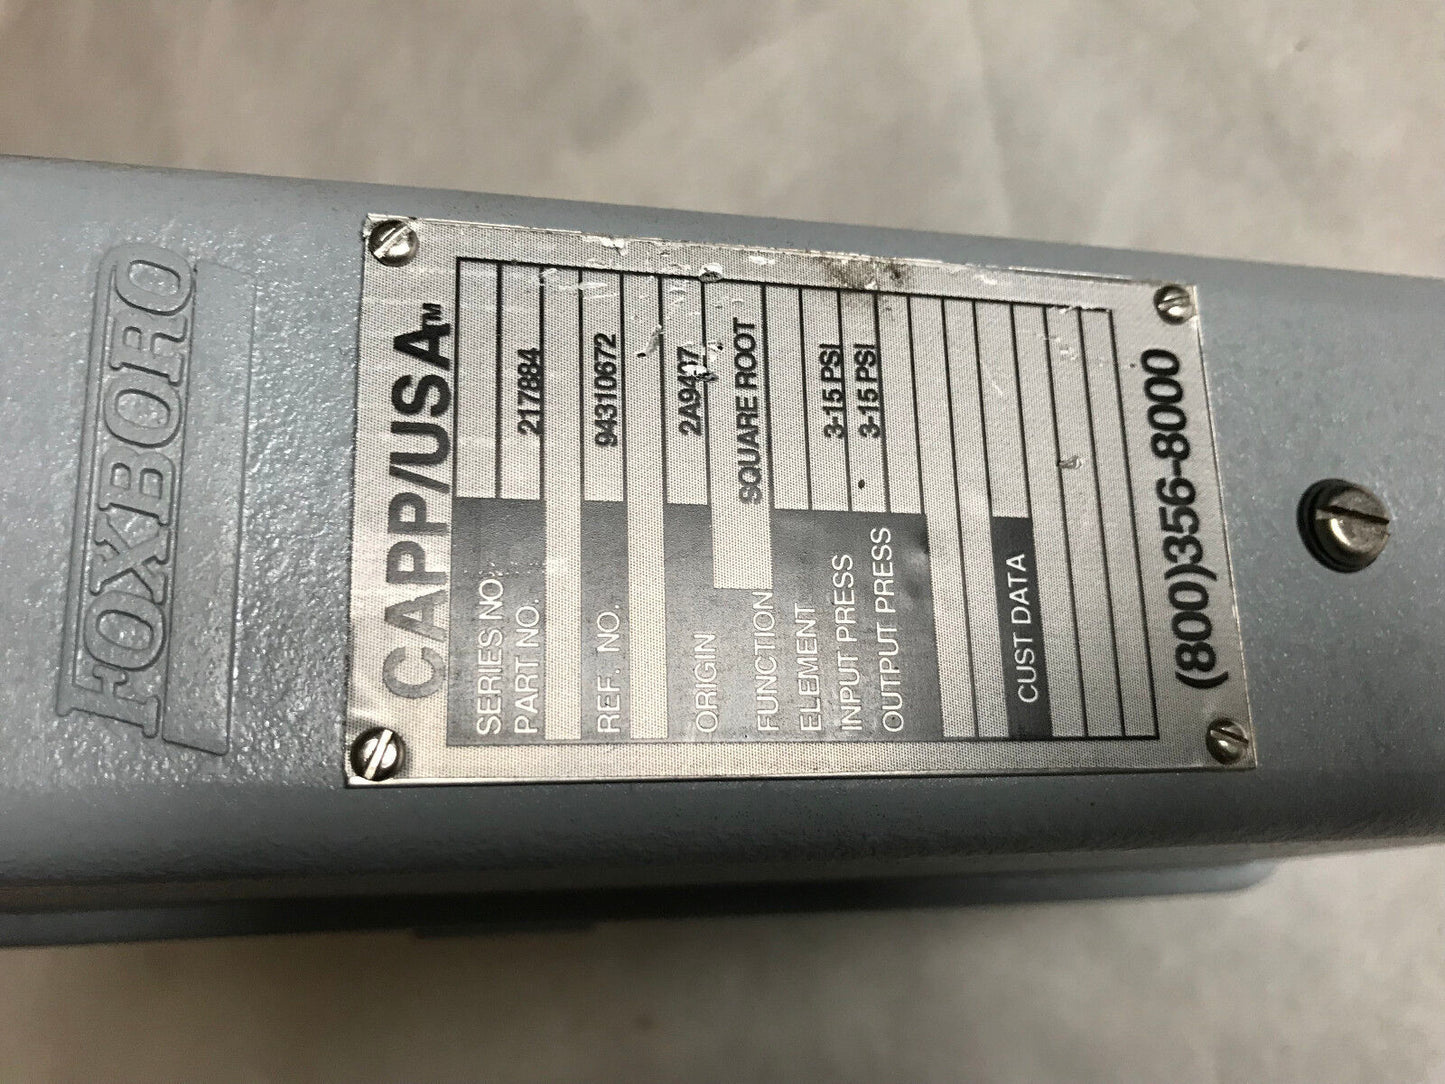 FOXBORO
CAPP/USA™
SERIES NO
PART NO. 217884
REF. NO. 94310672
ORIGIN
FUNCTION SQUARE ROOT
ELEMENT
INPUT PRESS 3-15 PSI
OUTPUT PRESS 3-15 PSI
CUST DATA
(800)356-8000